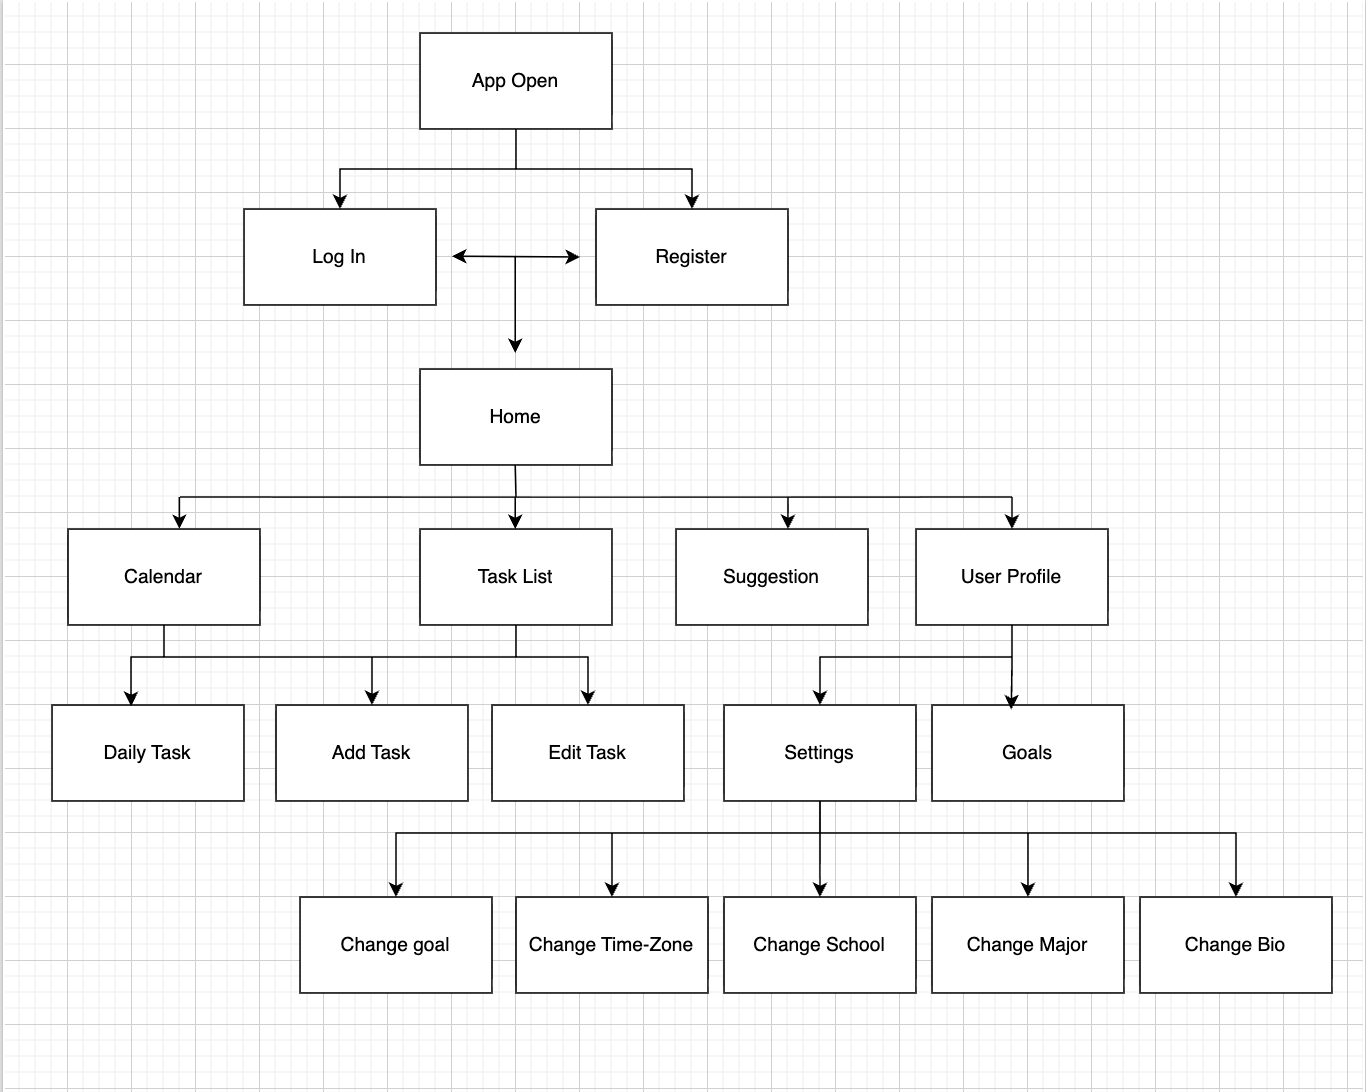 App Open
Log In
Register
Home
Calendar
Task List
Suggestion
User Profile
Daily Task
Add Task
Edit Task
Settings
Goals
Change goal
Change Time-Zone
Change School
Change Major
Change Bio